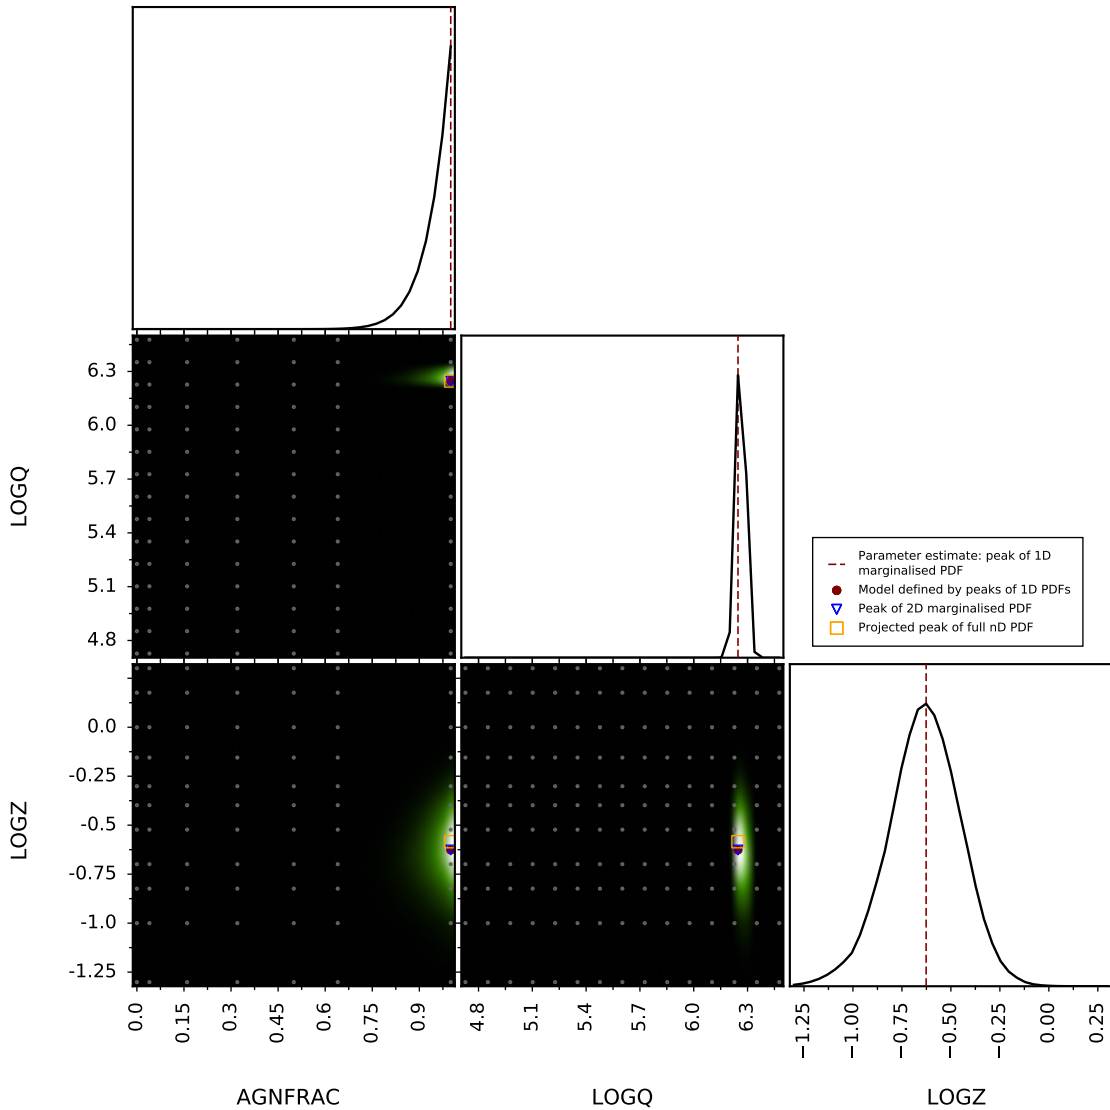 LOGQ
6.3
6.0
5.7
5.4
5.1
4.8
Parameter estimate: peak of 1D
marginalised PDF
Model defined by peaks of 1D PDFs
Peak of 2D marginalised PDF
Projected peak of full nD PDF
LOGZ
0.0
-0.25
-0.5
-0.75
-1.0
-1.25
0.0 0.15 0.3 0.45 0.6 0.75 0.9
4.8 5.1 5.4 5.7 6.0 6.3
−1.25 −1.00 −0.75 −0.50 −0.25 0.00 0.25
AGNFRAC LOGQ LOGZ